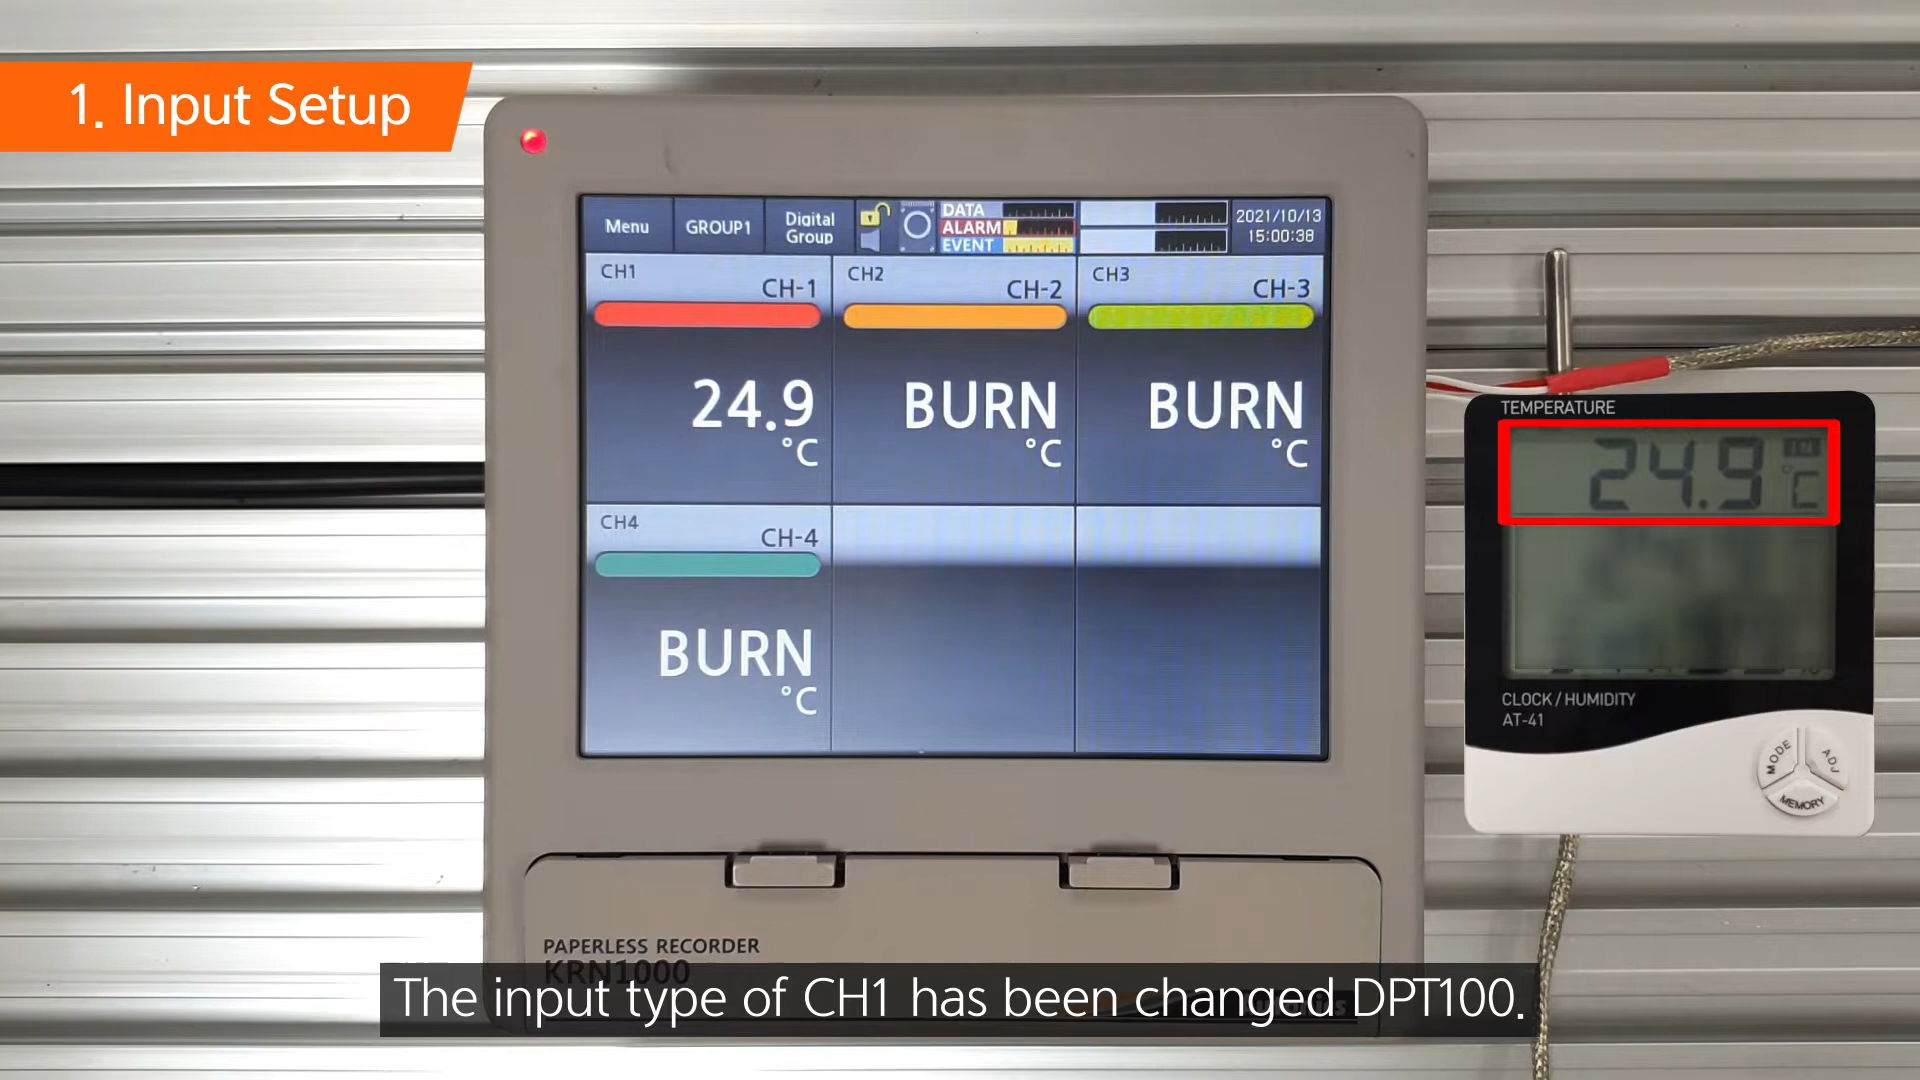 1. Input Setup
Menu
GROUP1
Digital
Group
DATA
ALARM
EVENT
2021/10/13
15:00:38
CH1
CH-1
24.9
°C
CH2
CH-2
BURN
°C
CH3
CH-3
BURN
°C
CH4
CH-4
BURN
°C
TEMPERATURE
24.9 °C
CLOCK / HUMIDITY
AT-41
MODE
ADJ
MEMORY
PAPERLESS RECORDER
KRN1000
The input type of CH1 has been changed DPT100.